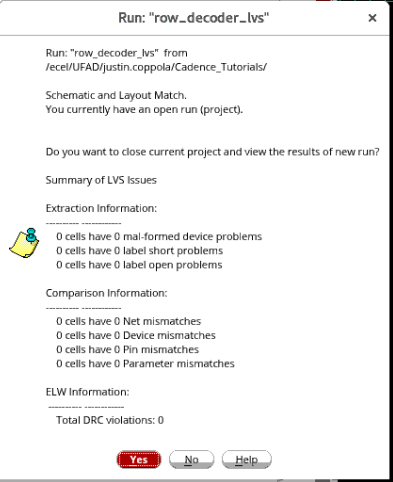 Run: "row_decoder_lvs"
×
Run: "row_decoder_lvs" from
/ecel/UFAD/justin.coppola/Cadence_Tutorials/
Schematic and Layout Match.
You currently have an open run (project).
Do you want to close current project and view the results of new run?
Summary of LVS Issues
Extraction Information:
---------- ------------
0 cells have 0 mal-formed device problems
0 cells have 0 label short problems
0 cells have 0 label open problems
Comparison Information:
---------- ------------
0 cells have 0 Net mismatches
0 cells have 0 Device mismatches
0 cells have 0 Pin mismatches
0 cells have 0 Parameter mismatches
ELW Information:
---------- ------------
Total DRC violations: 0
Yes
No
Help